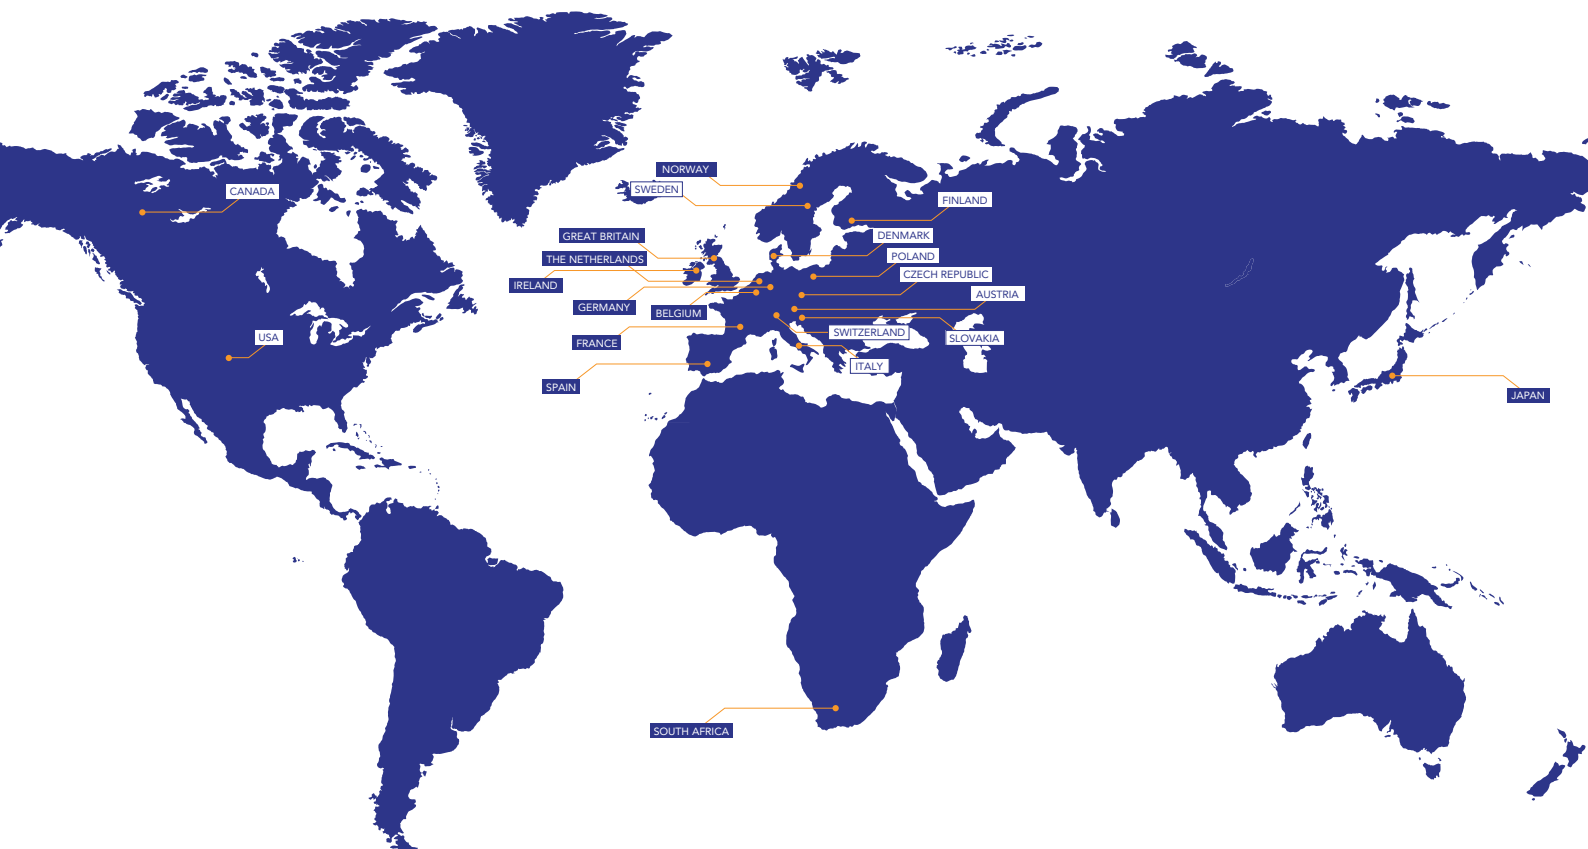 NORWAY
SWEDEN
CANADA
FINLAND
GREAT BRITAIN
DENMARK
THE NETHERLANDS
POLAND
CZECH REPUBLIC
IRELAND
AUSTRIA
GERMANY
BELGIUM
SWITZERLAND
USA
SLOVAKIA
FRANCE
ITALY
SPAIN
JAPAN
SOUTH AFRICA